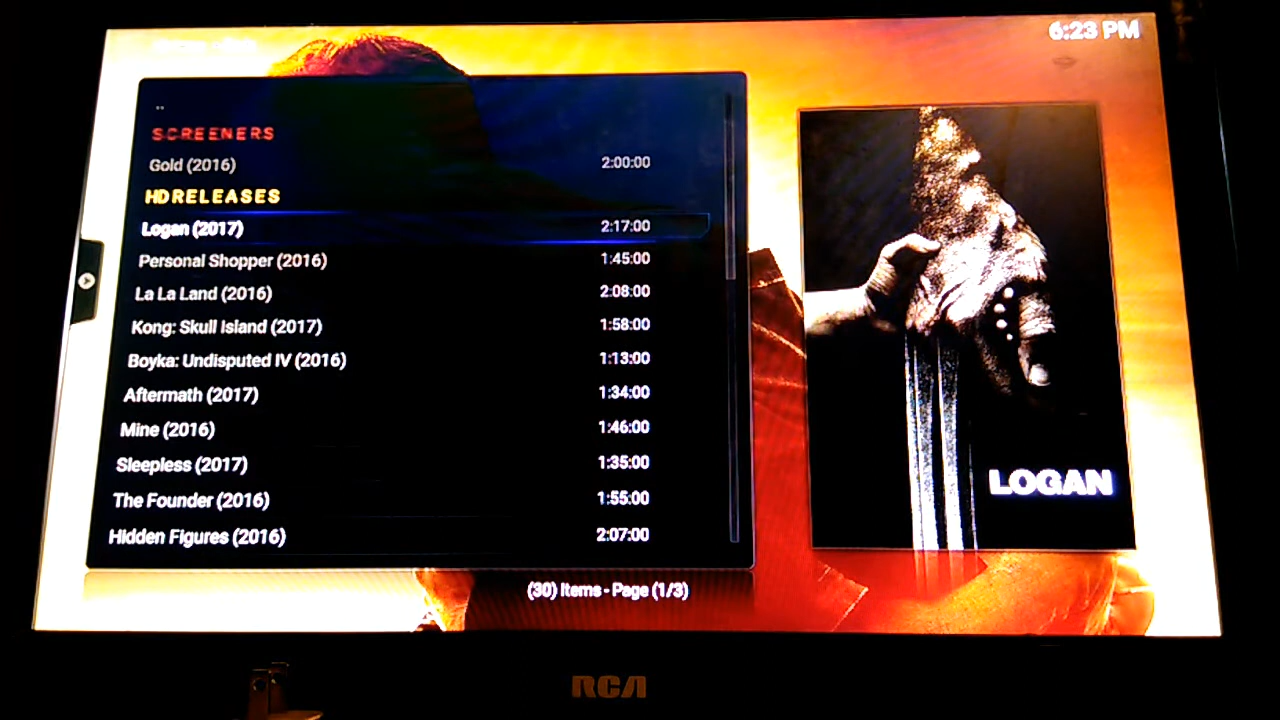 6:23 PM
..
SCREENERS
Gold (2016) 2:00:00
HD RELEASES
Logan (2017) 2:17:00
Personal Shopper (2016) 1:45:00
La La Land (2016) 2:08:00
Kong: Skull Island (2017) 1:58:00
Boyka: Undisputed IV (2016) 1:13:00
Aftermath (2017) 1:34:00
Mine (2016) 1:46:00
Sleepless (2017) 1:35:00
The Founder (2016) 1:55:00
Hidden Figures (2016) 2:07:00
LOGAN
(30) Items - Page (1/3)
RCA